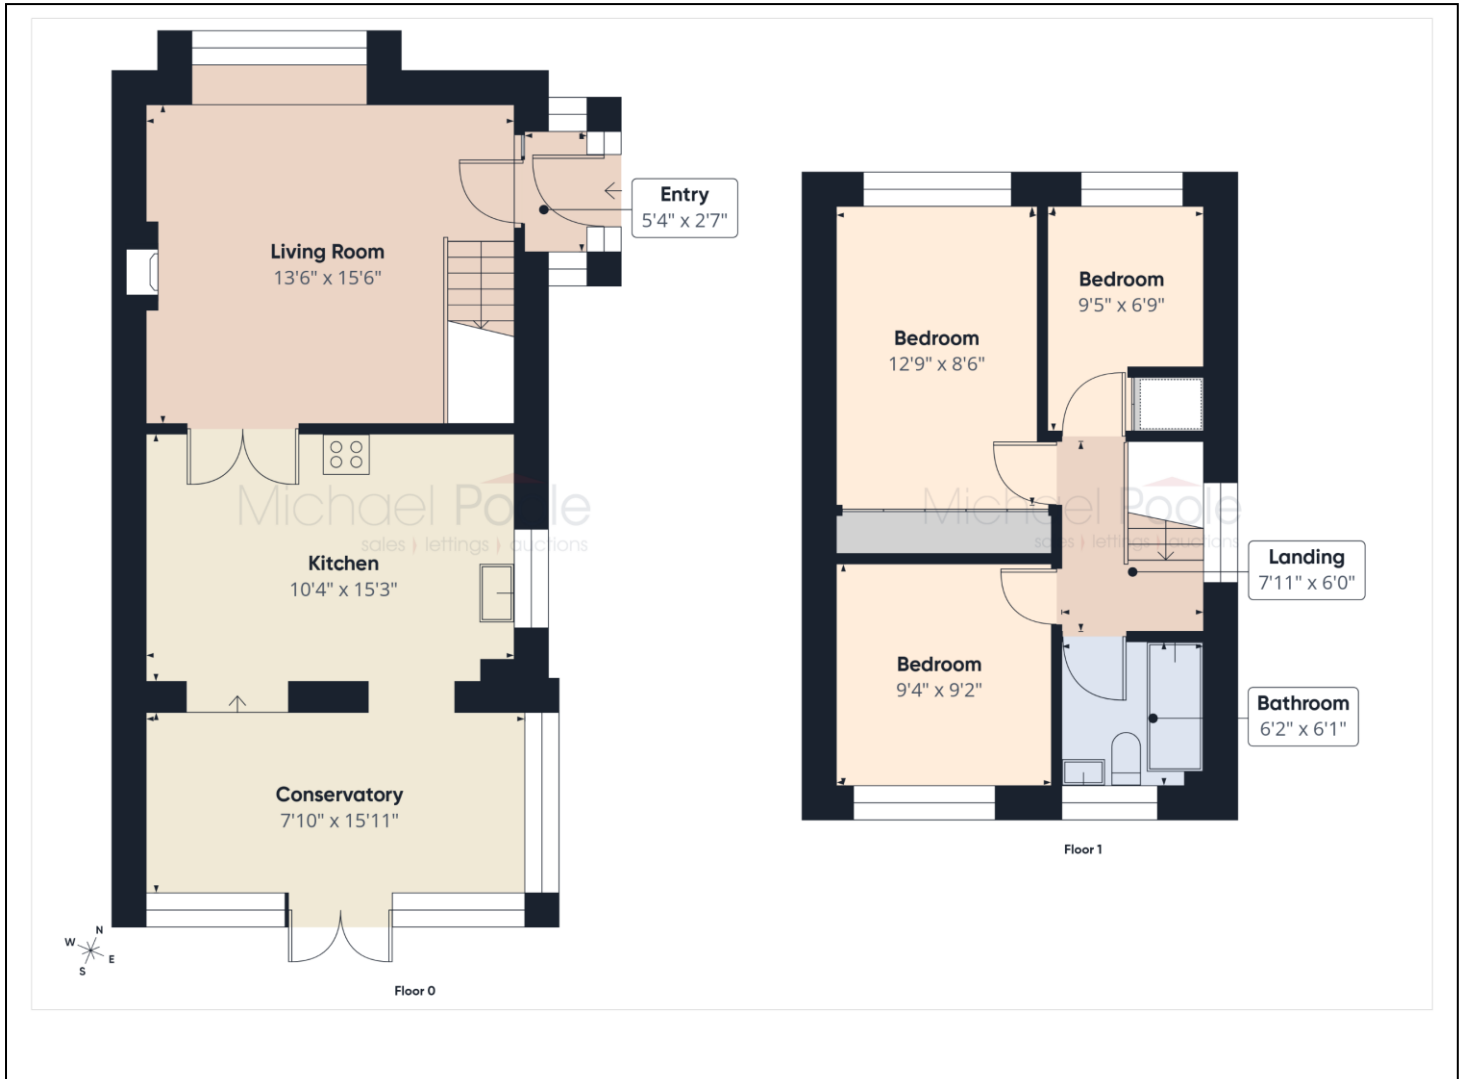 Entry
5'4" x 2'7"
Living Room
13'6" x 15'6"
Bedroom
9'5" x 6'9"
Bedroom
12'9" x 8'6"
Michael Poole
sales ) lettings ) auctions
Michael Poole
sales ) lettings ) auctions
Kitchen
10'4" x 15'3"
Landing
7'11" x 6'0"
Bedroom
9'4" x 9'2"
Bathroom
6'2" x 6'1"
Conservatory
7'10" x 15'11"
Floor 1
N
W
E
S
Floor 0